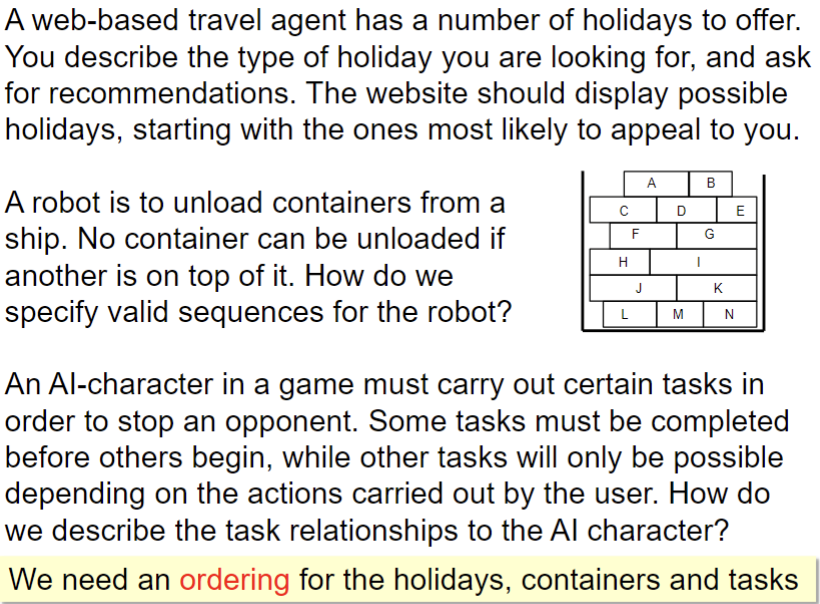 A web-based travel agent has a number of holidays to offer.
You describe the type of holiday you are looking for, and ask
for recommendations. The website should display possible
holidays, starting with the ones most likely to appeal to you.
A robot is to unload containers from a
ship. No container can be unloaded if
another is on top of it. How do we
specify valid sequences for the robot?
A B
C D E
F G
H I
J K
L M N
An AI-character in a game must carry out certain tasks in
order to stop an opponent. Some tasks must be completed
before others begin, while other tasks will only be possible
depending on the actions carried out by the user. How do
we describe the task relationships to the AI character?
We need an ordering for the holidays, containers and tasks